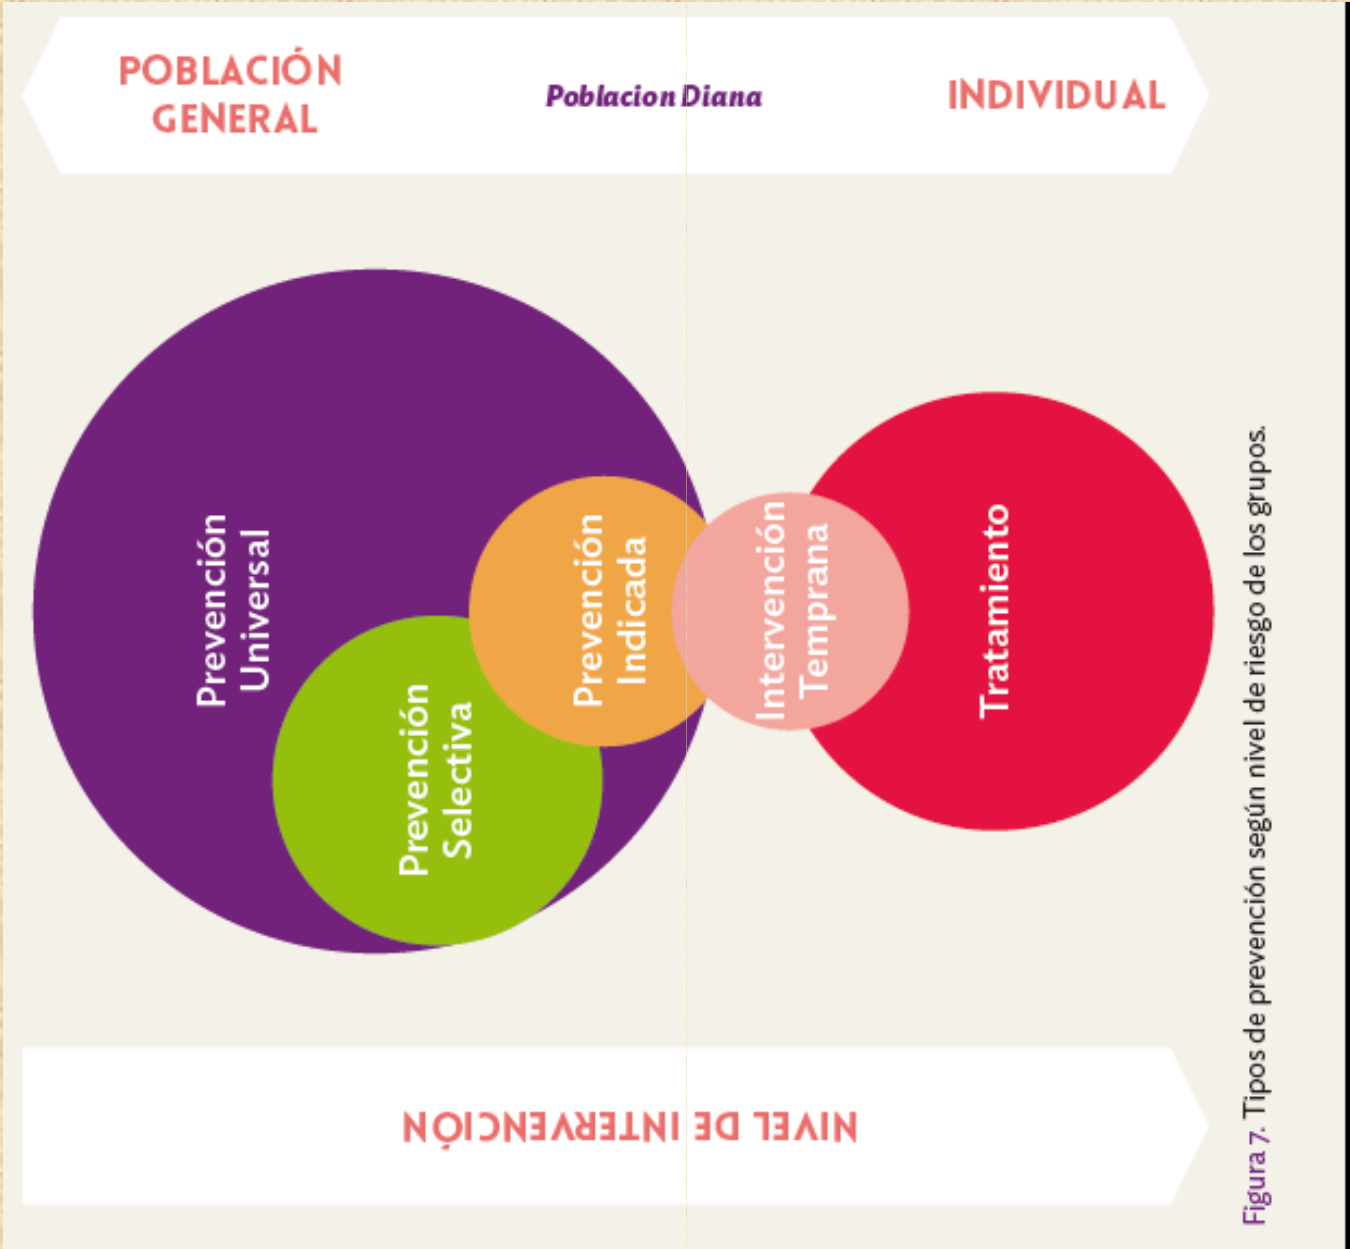 POBLACIÓN
GENERAL
Poblacion Diana
INDIVIDUAL
Prevención
Universal
Prevención
Selectiva
Prevención
Indicada
Intervención
Temprana
Tratamiento
NIVEL DE INTERVENCIÓN
Figura 7. Tipos de prevención según nivel de riesgo de los grupos.